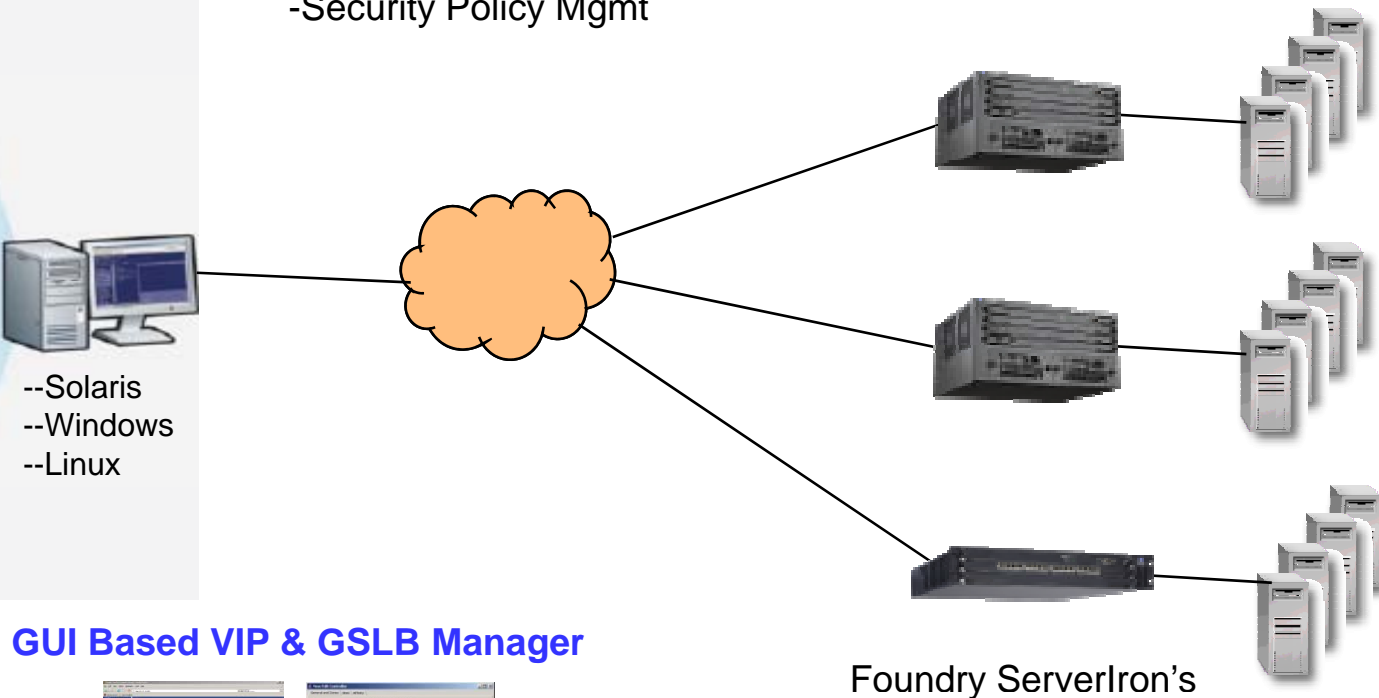 -Security Policy Mgmt
--Solaris
--Windows
--Linux
GUI Based VIP & GSLB Manager
Foundry ServerIron's